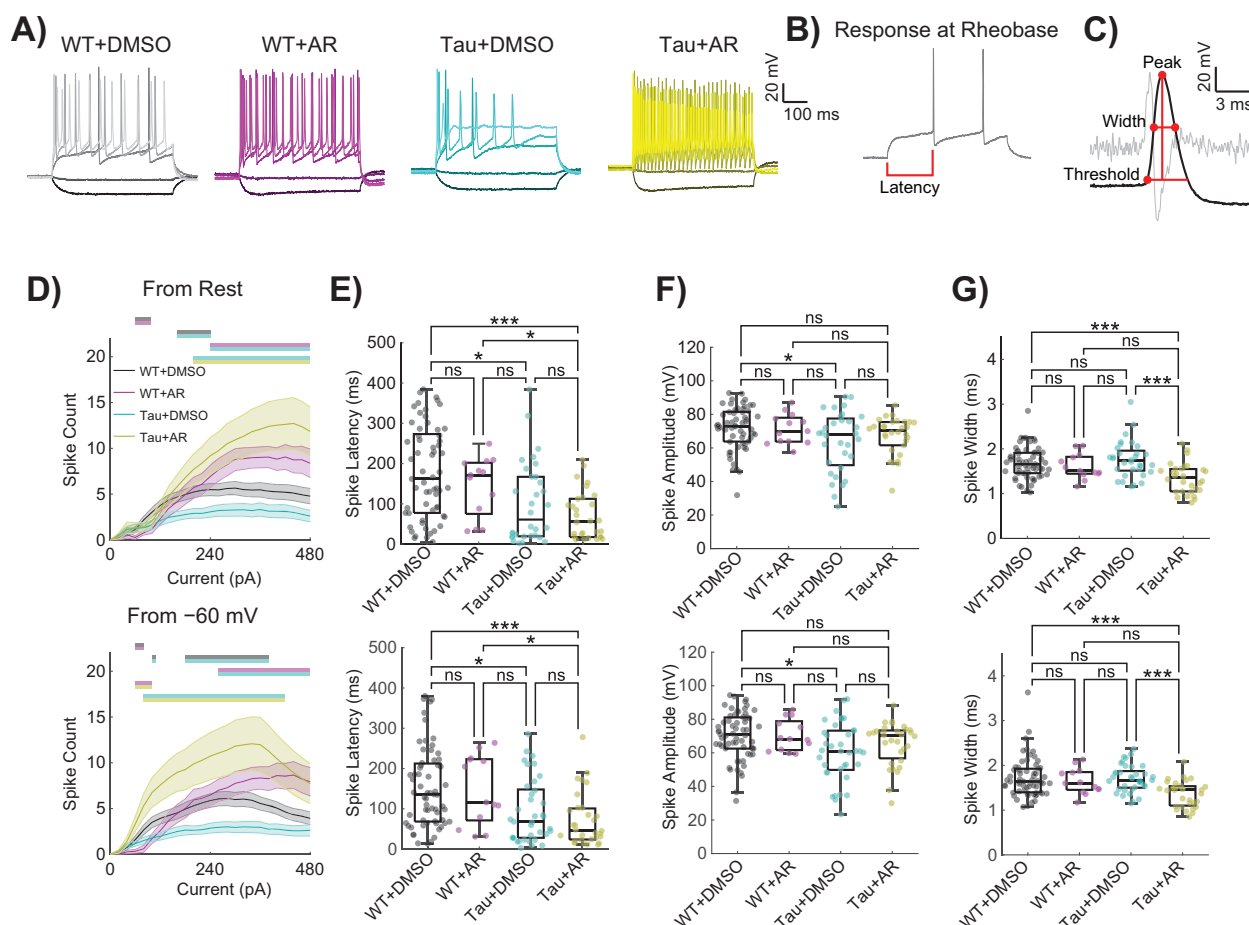 A)
WT+DMSO
WT+AR
Tau+DMSO
Tau+AR
20 mV
100 ms
B)
Response at Rheobase
Latency
C)
Peak
Width
Threshold
20 mV
3 ms
D)
From Rest
20
15
10
5
0
Spike Count
WT+DMSO
WT+AR
Tau+DMSO
Tau+AR
0
240
480
Current (pA)
From −60 mV
20
15
10
5
0
Spike Count
0
240
480
Current (pA)
E)
***
*
*
ns
ns
ns
500
400
300
200
100
0
Spike Latency (ms)
WT+DMSO
WT+AR
Tau+DMSO
Tau+AR
***
*
*
ns
ns
ns
500
400
300
200
100
0
Spike Latency (ms)
WT+DMSO
WT+AR
Tau+DMSO
Tau+AR
F)
ns
ns
*
ns
ns
ns
120
100
80
60
40
20
0
Spike Amplitude (mV)
WT+DMSO
WT+AR
Tau+DMSO
Tau+AR
ns
ns
*
ns
ns
ns
120
100
80
60
40
20
0
Spike Amplitude (mV)
WT+DMSO
WT+AR
Tau+DMSO
Tau+AR
G)
***
ns
ns
ns
ns
***
4
3
2
1
0
Spike Width (ms)
WT+DMSO
WT+AR
Tau+DMSO
Tau+AR
***
ns
ns
ns
ns
***
4
3
2
1
0
Spike Width (ms)
WT+DMSO
WT+AR
Tau+DMSO
Tau+AR